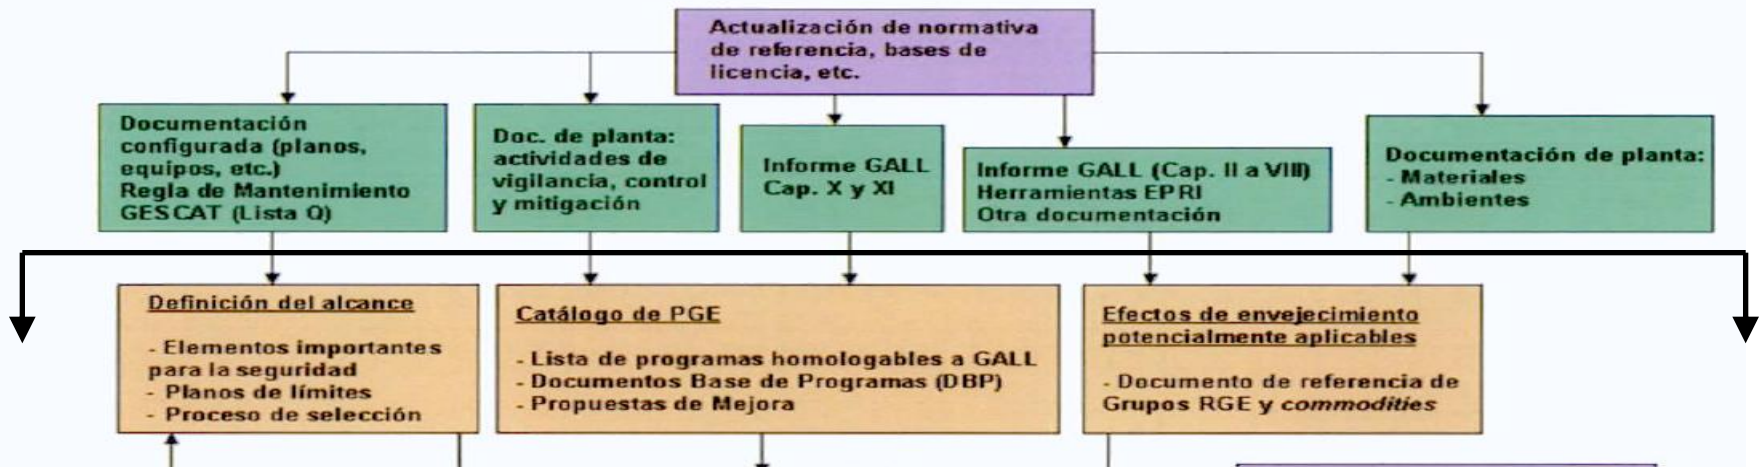 Actualización de normativa
de referencia, bases de
licencia, etc.
Documentación
configurada (planos,
equipos, etc.)
Regla de Mantenimiento
GESCAT (Lista Q)
Doc. de planta:
actividades de
vigilancia, control
y mitigación
Informe GALL
Cap. X y XI
Informe GALL (Cap. II a VIII)
Herramientas EPRI
Otra documentación
Documentación de planta:
- Materiales
- Ambientes
Definición del alcance
- Elementos importantes
para la seguridad
- Planos de límites
- Proceso de selección
Catálogo de PGE
- Lista de programas homologables a GALL
- Documentos Base de Programas (DBP)
- Propuestas de Mejora
Efectos de envejecimiento
potencialmente aplicables
- Documento de referencia de
Grupos RGE y commodities